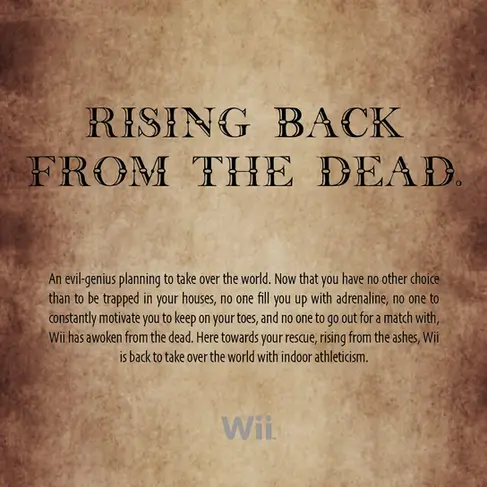 RISING BACK
FROM THE DEAD.
An evil-genius planning to take over the world. Now that you have no other choice
than to be trapped in your houses, no one fill you up with adrenaline, no one to
constantly motivate you to keep on your toes, and no one to go out for a match with,
Wii has awoken from the dead. Here towards your rescue, rising from the ashes, Wii
is back to take over the world with indoor athleticism.
Wii